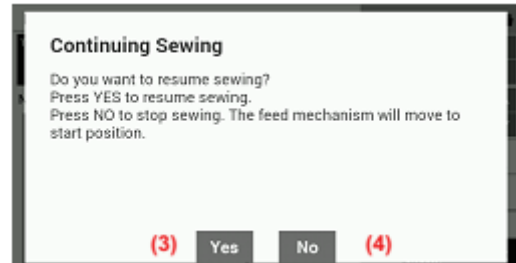 Continuing Sewing
Do you want to resume sewing?
Press YES to resume sewing.
Press NO to stop sewing. The feed mechanism will move to
start position.
(3) Yes No (4)